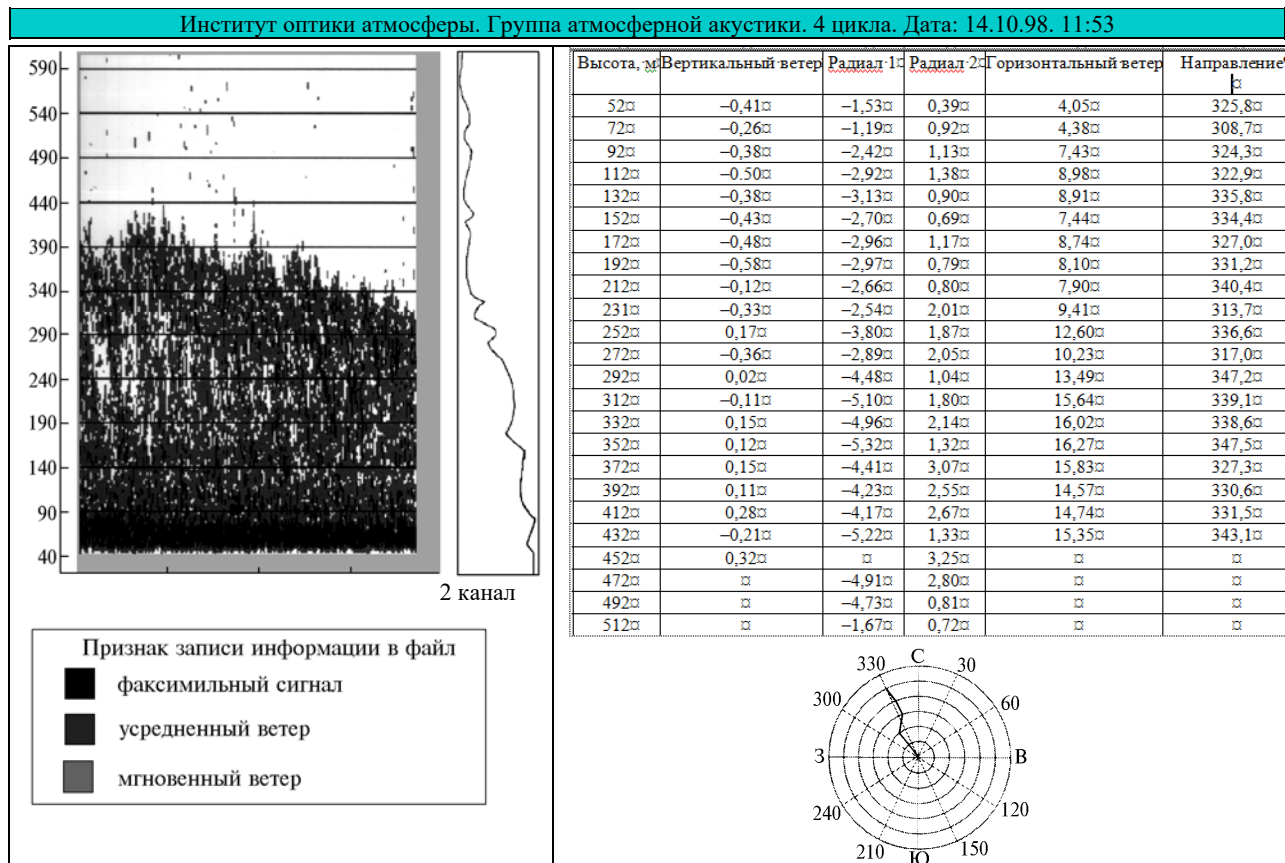 Институт оптики атмосферы. Группа атмосферной акустики. 4 цикла. Дата: 14.10.98. 11:53
590
540
490
440
390
340
290
240
190
140
90
40
2 канал
Признак записи информации в файл
факсимильный сигнал
усредненный ветер
мгновенный ветер
Высота, м Вертикальный ветер Радиал 1¤ Радиал 2¤ Горизонтальный ветер Направление°
¤
52¤ –0,41¤ –1,53¤ 0,39¤ 4,05¤ 325,8¤
72¤ –0,26¤ –1,19¤ 0,92¤ 4,38¤ 308,7¤
92¤ –0,38¤ –2,42¤ 1,13¤ 7,43¤ 324,3¤
112¤ –0,50¤ –2,92¤ 1,38¤ 8,98¤ 322,9¤
132¤ –0,38¤ –3,13¤ 0,90¤ 8,91¤ 335,8¤
152¤ –0,43¤ –2,70¤ 0,69¤ 7,44¤ 334,4¤
172¤ –0,48¤ –2,96¤ 1,17¤ 8,74¤ 327,0¤
192¤ –0,58¤ –2,97¤ 0,79¤ 8,10¤ 331,2¤
212¤ –0,12¤ –2,66¤ 0,80¤ 7,90¤ 340,4¤
231¤ –0,33¤ –2,54¤ 2,01¤ 9,41¤ 313,7¤
252¤ 0,17¤ –3,80¤ 1,87¤ 12,60¤ 336,6¤
272¤ –0,36¤ –2,89¤ 2,05¤ 10,23¤ 317,0¤
292¤ 0,02¤ –4,48¤ 1,04¤ 13,49¤ 347,2¤
312¤ –0,11¤ –5,10¤ 1,80¤ 15,64¤ 339,1¤
332¤ 0,15¤ –4,96¤ 2,14¤ 16,02¤ 338,6¤
352¤ 0,12¤ –5,32¤ 1,32¤ 16,27¤ 347,5¤
372¤ 0,15¤ –4,41¤ 3,07¤ 15,83¤ 327,3¤
392¤ 0,11¤ –4,23¤ 2,55¤ 14,57¤ 330,6¤
412¤ 0,28¤ –4,17¤ 2,67¤ 14,74¤ 331,5¤
432¤ –0,21¤ –5,22¤ 1,33¤ 15,35¤ 343,1¤
452¤ 0,32¤ ¤ 3,25¤ ¤ ¤
472¤ ¤ –4,91¤ 2,80¤ ¤ ¤
492¤ ¤ –4,73¤ 0,81¤ ¤ ¤
512¤ ¤ –1,67¤ 0,72¤ ¤ ¤
С
330 30
300 60
З В
240 120
210 150
Ю